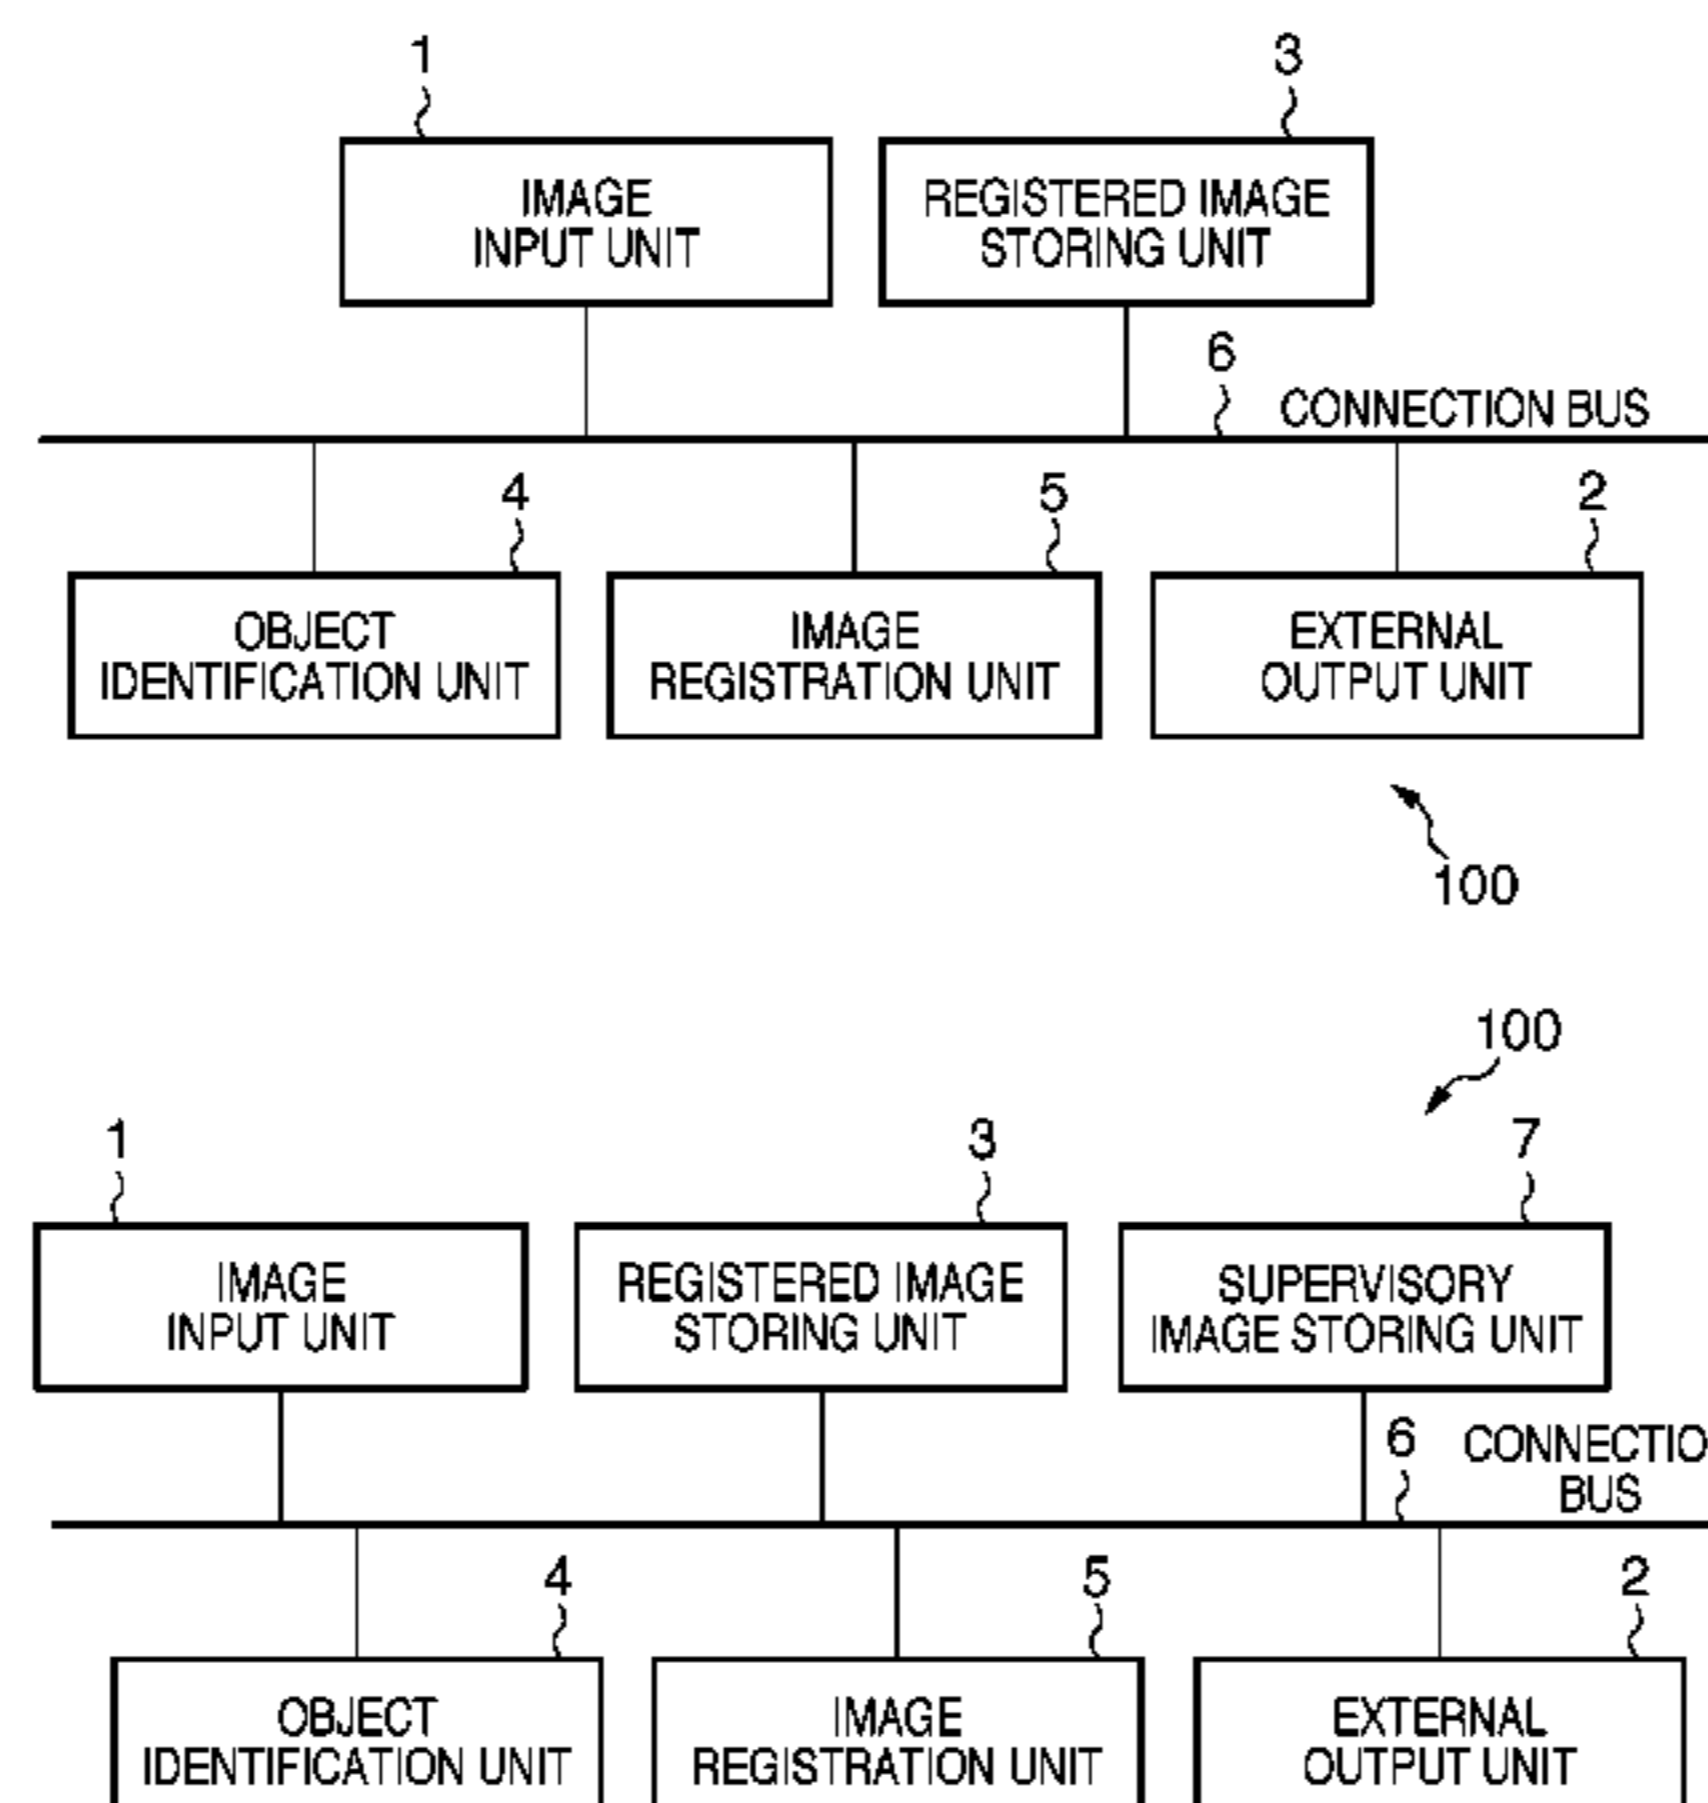 1
3
IMAGE
INPUT UNIT
REGISTERED IMAGE
STORING UNIT
6
CONNECTION BUS
4
5
2
OBJECT
IDENTIFICATION UNIT
IMAGE
REGISTRATION UNIT
EXTERNAL
OUTPUT UNIT
100
100
1
3
7
IMAGE
INPUT UNIT
REGISTERED IMAGE
STORING UNIT
SUPERVISORY
IMAGE STORING UNIT
6
CONNECTIO
BUS
4
5
2
OBJECT
IDENTIFICATION UNIT
IMAGE
REGISTRATION UNIT
EXTERNAL
OUTPUT UNIT